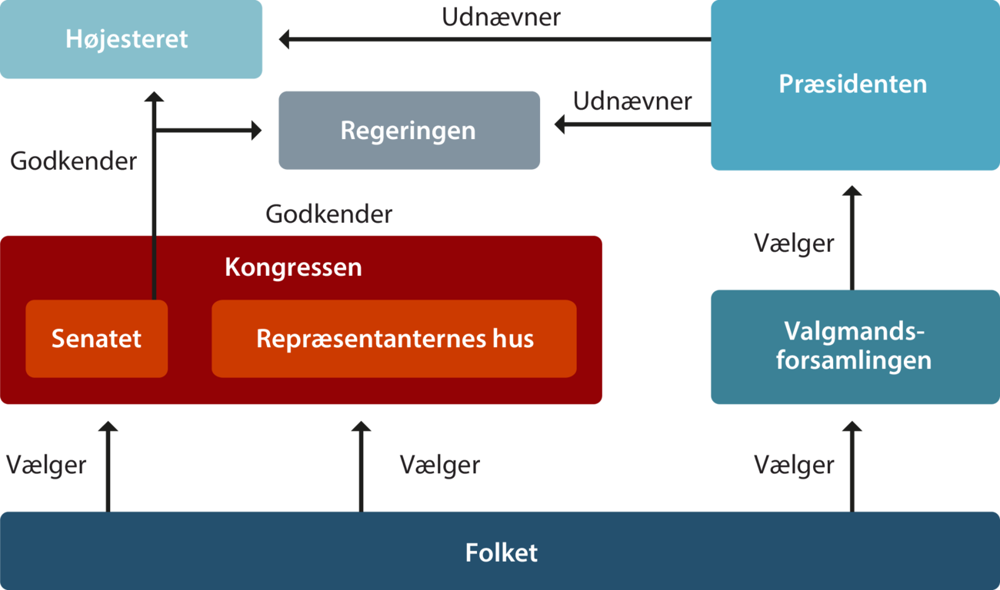 Udnævner
Højesteret
Præsidenten
Udnævner
Regeringen
Godkender
Godkender
Vælger
Kongressen
Senatet
Repræsentanternes hus
Valgmands-
forsamlingen
Vælger
Vælger
Vælger
Folket